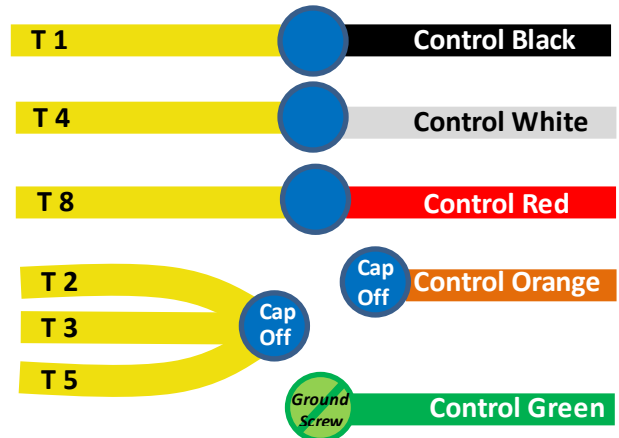 T 1 Control Black
T 4 Control White
T 8 Control Red
T 2
T 3
T 5
Cap
Off
Cap
Off
Control Orange
Ground
Screw
Control Green